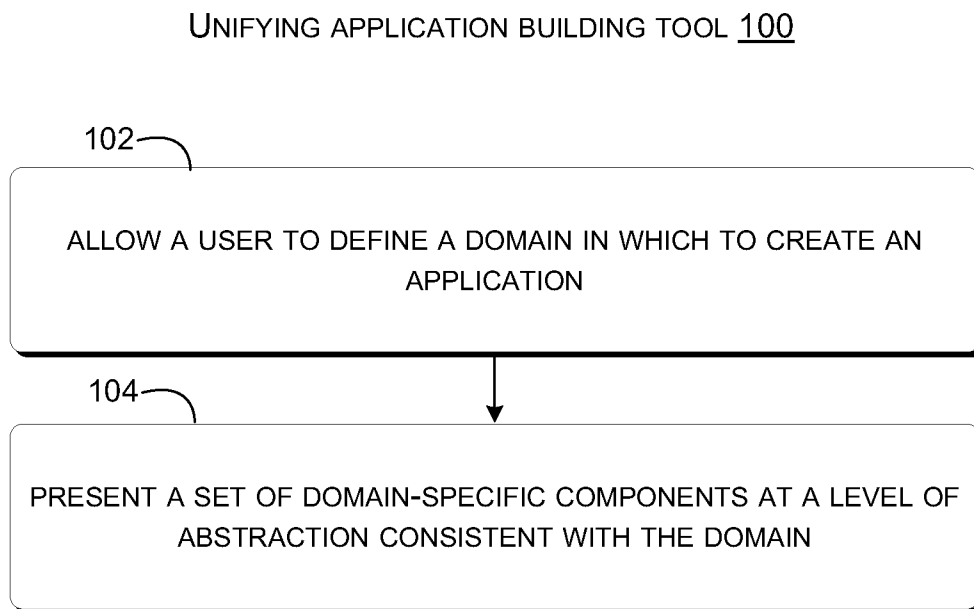 UNIFYING APPLICATION BUILDING TOOL 100
102
ALLOW A USER TO DEFINE A DOMAIN IN WHICH TO CREATE AN
APPLICATION
104
PRESENT A SET OF DOMAIN-SPECIFIC COMPONENTS AT A LEVEL OF
ABSTRACTION CONSISTENT WITH THE DOMAIN